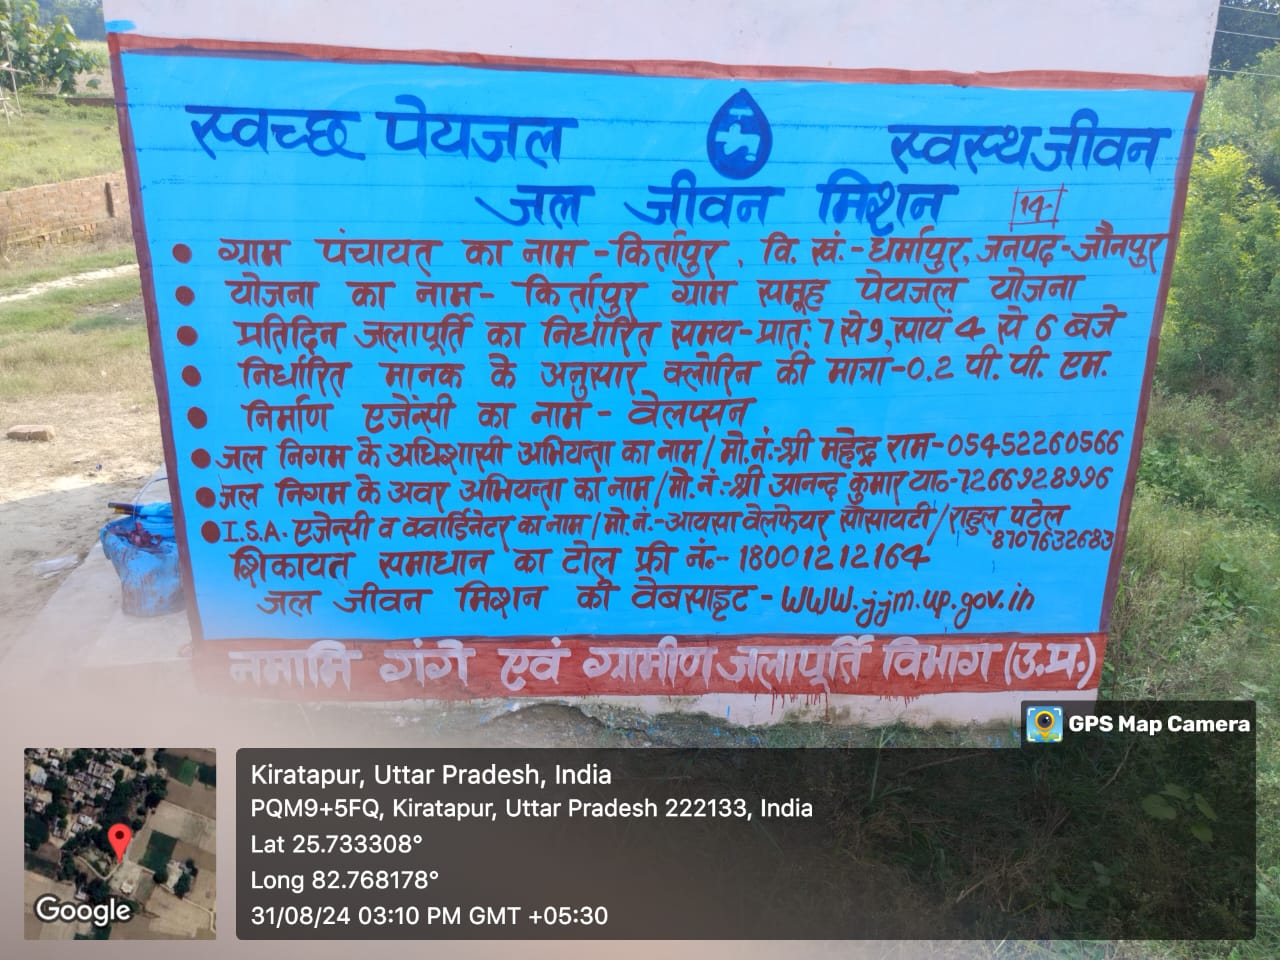 स्वच्छ पेयजल स्वस्थ जीवन
जल जीवन मिशन 14
• ग्राम पंचायत का नाम - किर्तापुर, वि. खं.- धर्मापुर, जनपद - जौनपुर
• योजना का नाम - किर्तापुर ग्राम समूह पेयजल योजना
• प्रतिदिन जलापूर्ति का निर्धारित समय - प्रात: 7 से 9, सायं 4 से 6 बजे
• निर्धारित मानक के अनुसार क्लोरिन की मात्रा - 0.2 पी. पी. एम.
• निर्माण एजेंन्सी का नाम - वेलप्सन
• जल निगम के अधिशासी अभियन्ता का नाम / मो.नं.:- श्री महेन्द्र राम - 05452260566
• जल निगम के अवर अभियन्ता का नाम / मो.नं.:- श्री आनन्द कुमार या०- 7266928996
• I.S.A. एजेन्सी व क्वार्डिनेटर का नाम / मो.नं.- आयसा वेलफेयर सोसायटी / राहुल पटेल
8707632683
शिकायत समाधान का टोल फ्री नं०- 18001212164
जल जीवन मिशन की वेबसाइट - www.jjm.up.gov.in
नमामि गंगे एवं ग्रामीण जलापूर्ति विभाग (उ.प्र.)
GPS Map Camera
Kiratapur, Uttar Pradesh, India
PQM9+5FQ, Kiratapur, Uttar Pradesh 222133, India
Lat 25.733308°
Long 82.768178°
31/08/24 03:10 PM GMT +05:30
Google